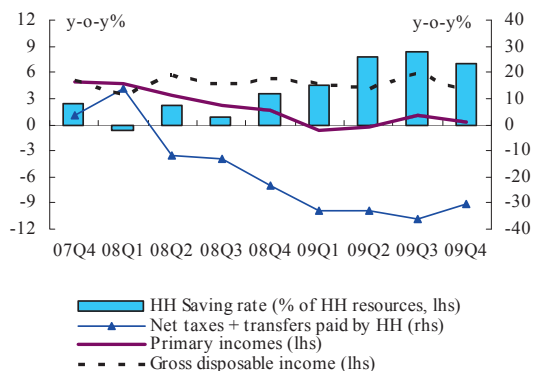 y-o-y% y-o-y%
12 40
9 30
6 20
3 10
0 0
-3 -10
-6 -20
-9 -30
-12 -40
07Q4 08Q1 08Q2 08Q3 08Q4 09Q1 09Q2 09Q3 09Q4
HH Saving rate (% of HH resources, lhs)
Net taxes + transfers paid by HH (rhs)
Primary incomes (lhs)
Gross disposable income (lhs)